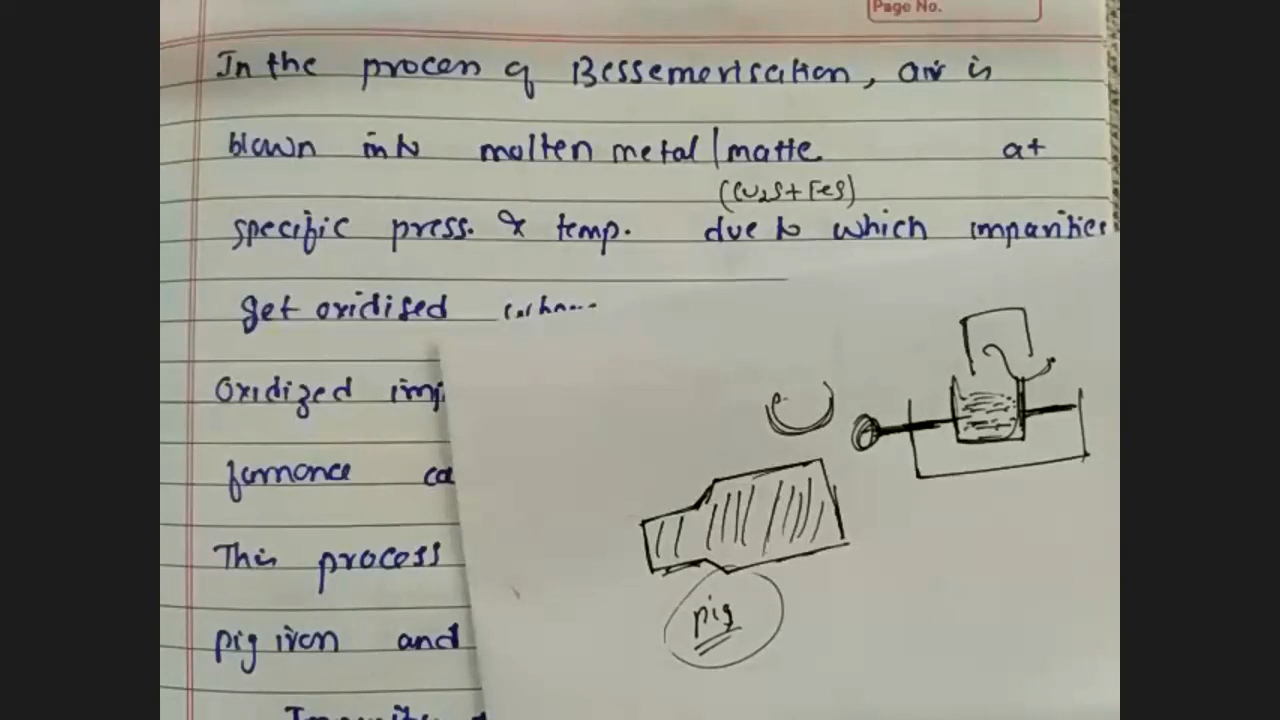 Page No.
In the process of Bessemerisation, air is
blown into molten metal/matte at
(Cu2S+FeS)
specific press. & temp. due to which impurities
get oxidised
Oxidized
furnance
This process
pig iron and
pig